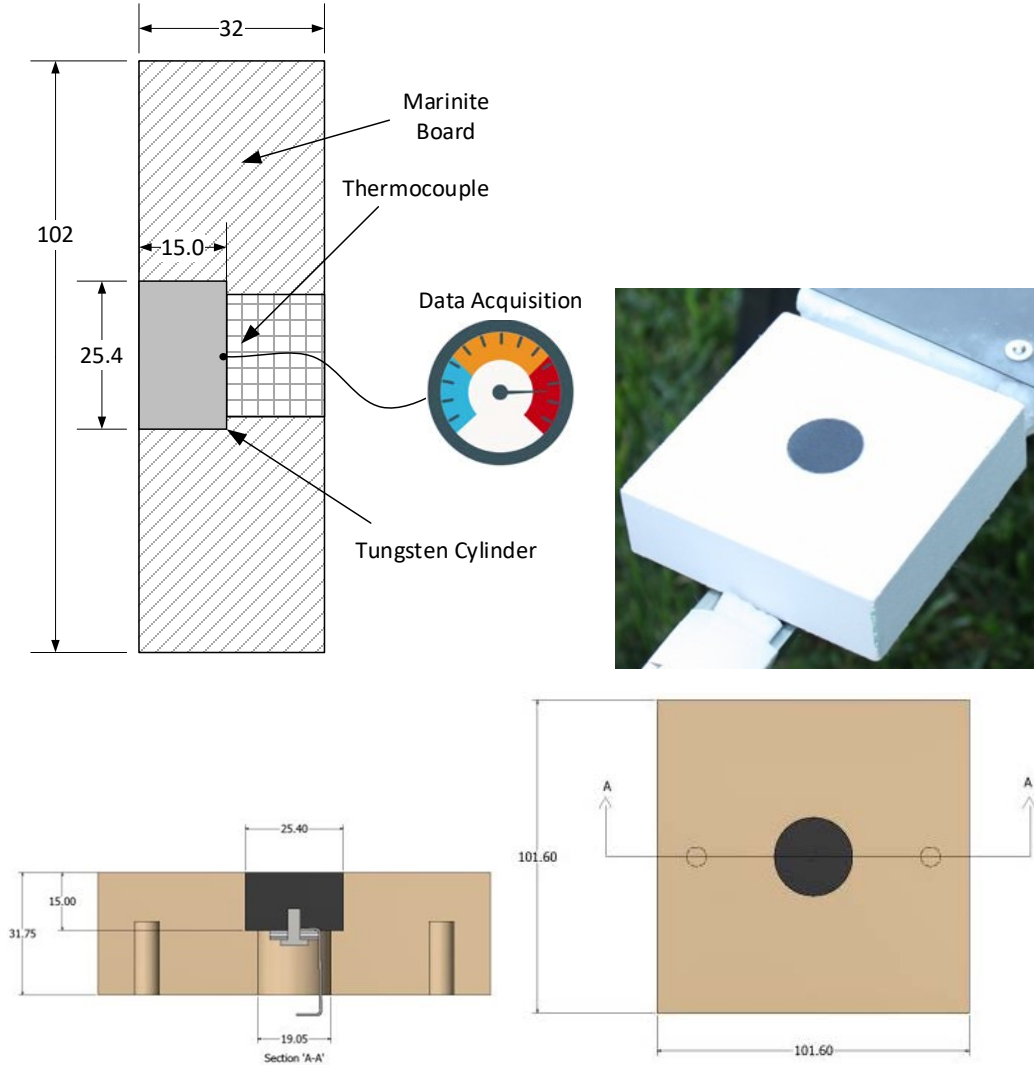 32
Marinite
Board
Thermocouple
102
15.0
Data Acquisition
25.4
Tungsten Cylinder
25.40
15.00
31.75
19.05
Section 'A-A'
A
A
101.60
101.60